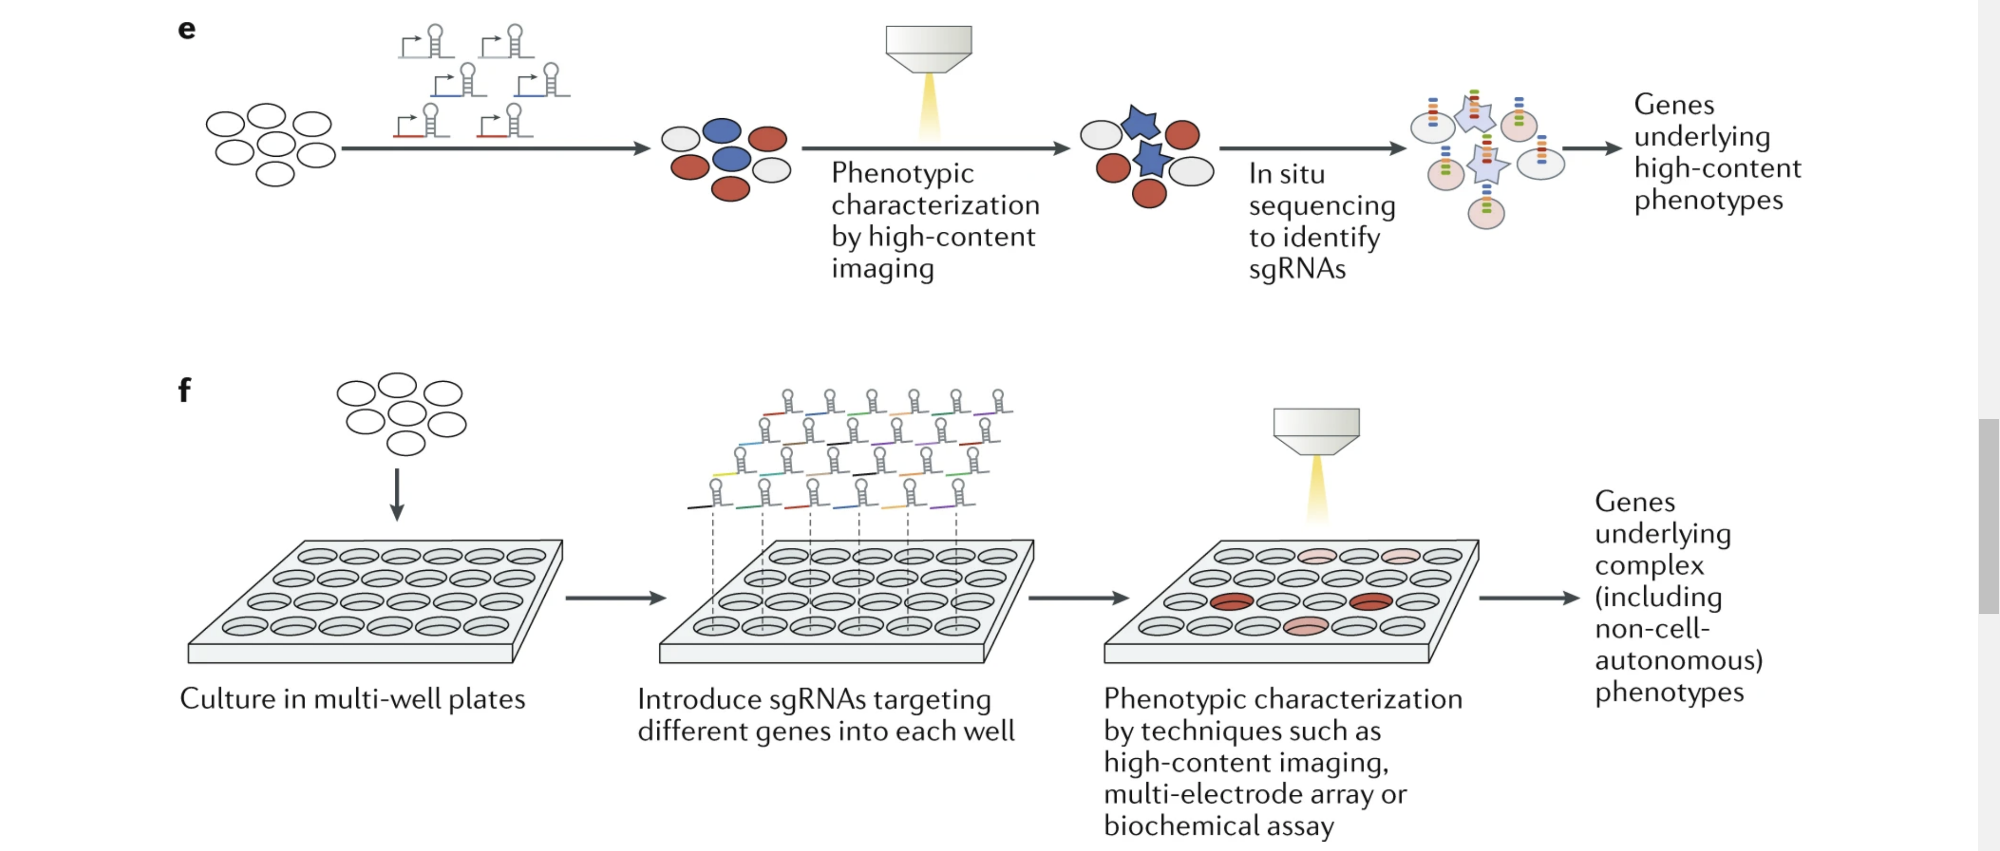 e
Phenotypic
characterization
by high-content
imaging
In situ
sequencing
to identify
sgRNAs
Genes
underlying
high-content
phenotypes
f
Culture in multi-well plates
Introduce sgRNAs targeting
different genes into each well
Phenotypic characterization
by techniques such as
high-content imaging,
multi-electrode array or
biochemical assay
Genes
underlying
complex
(including
non-cell-
autonomous)
phenotypes